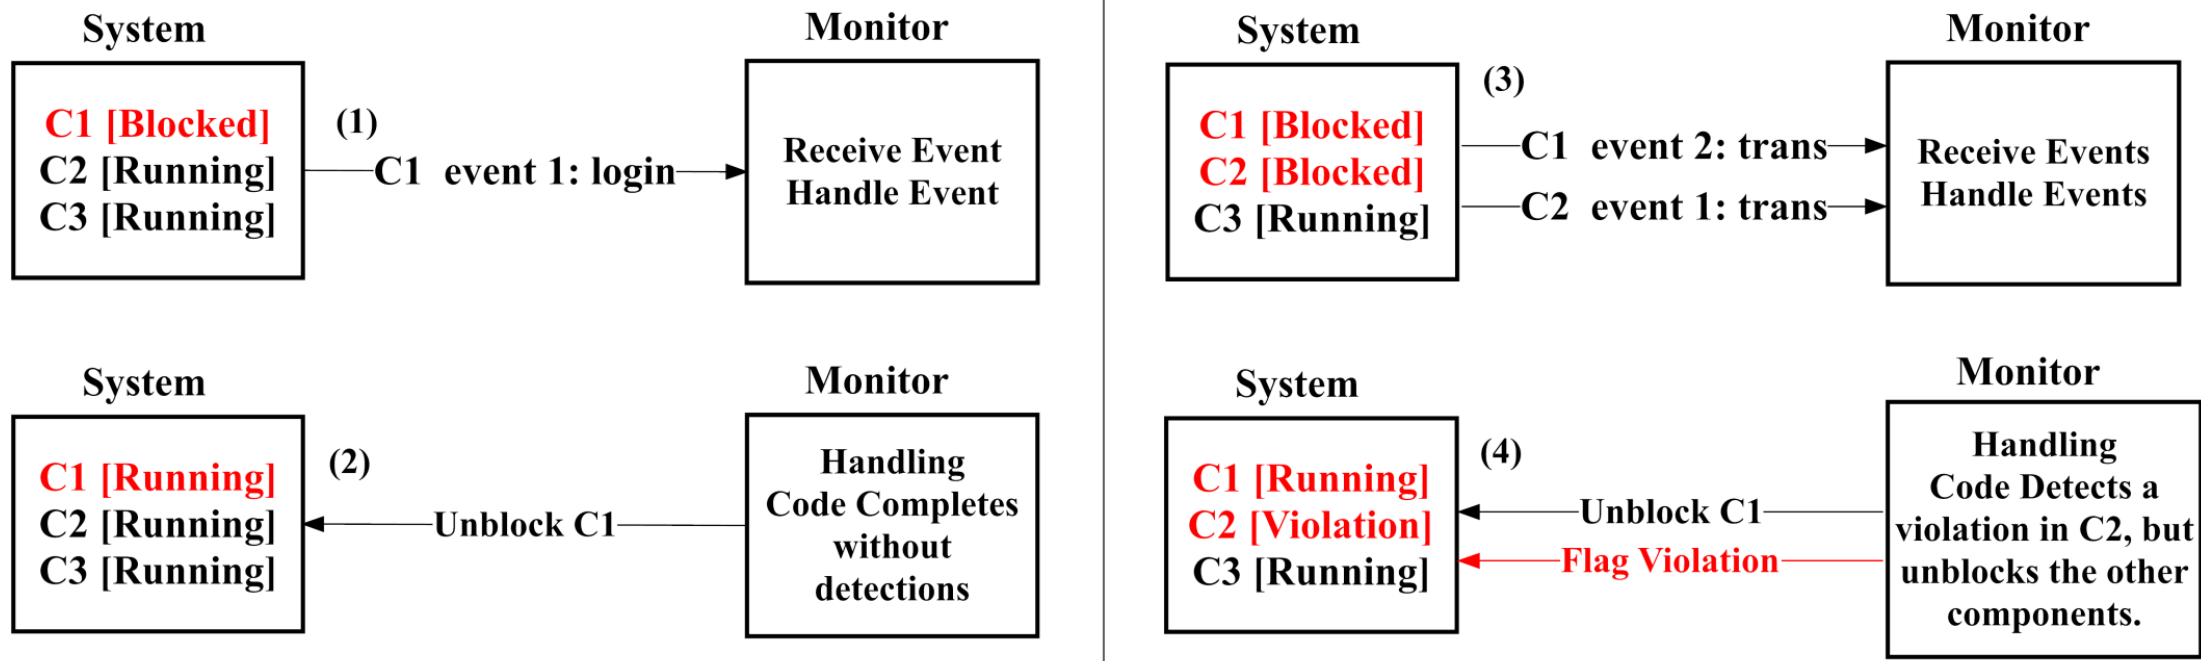 System
Monitor
C1 [Blocked]
C2 [Running]
C3 [Running]
(1)
C1 event 1: login
Receive Event
Handle Event
System
Monitor
C1 [Running]
C2 [Running]
C3 [Running]
(2)
Unblock C1
Handling
Code Completes
without
detections
System
Monitor
C1 [Blocked]
C2 [Blocked]
C3 [Running]
(3)
C1 event 2: trans
C2 event 1: trans
Receive Events
Handle Events
System
Monitor
C1 [Running]
C2 [Violation]
C3 [Running]
(4)
Unblock C1
Flag Violation
Handling
Code Detects a
violation in C2, but
unblocks the other
components.